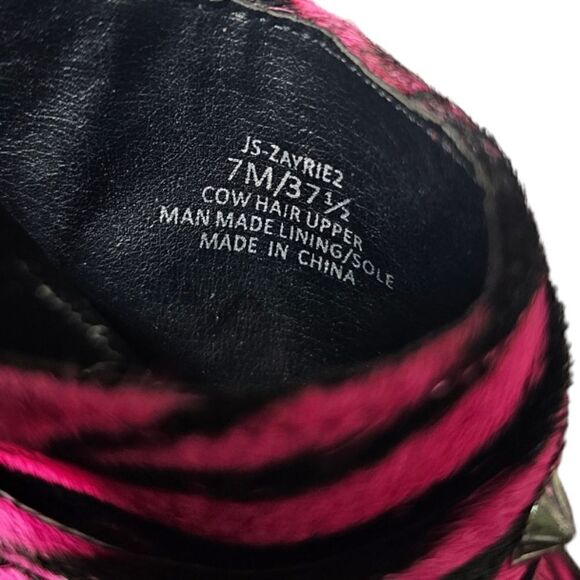 JS-ZAYRIE2
7M/37½
COW HAIR UPPER
MAN MADE LINING/SOLE
MADE IN CHINA